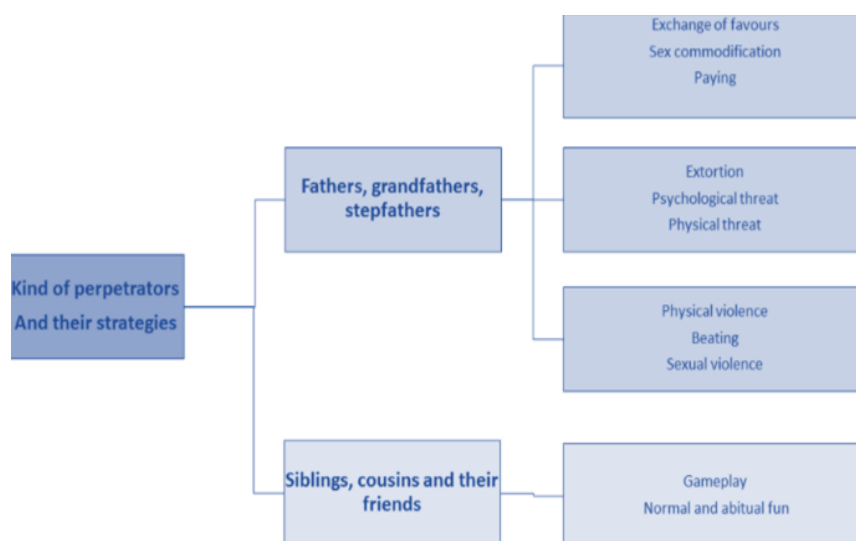 Kind of perpetrators
And their strategies
Fathers, grandfathers,
stepfathers
Exchange of favours
Sex commodification
Paying
Extortion
Psychological threat
Physical threat
Physical violence
Beating
Sexual violence
Siblings, cousins and their
friends
Gameplay
Normal and abitual fun